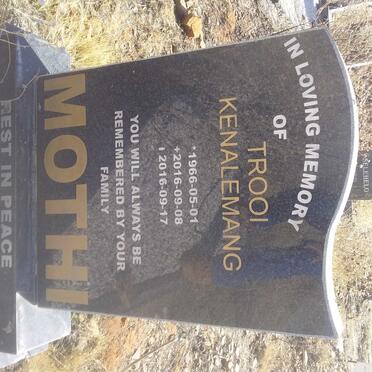 IN LOVING MEMORY
OF
TROOI
KENALEMANG
*1966-05-01
+2016-09-08
2016-09-17
YOU WILL ALWAYS BE
REMEMBERED BY YOUR
FAMILY
MOTHI
REST IN PEACE